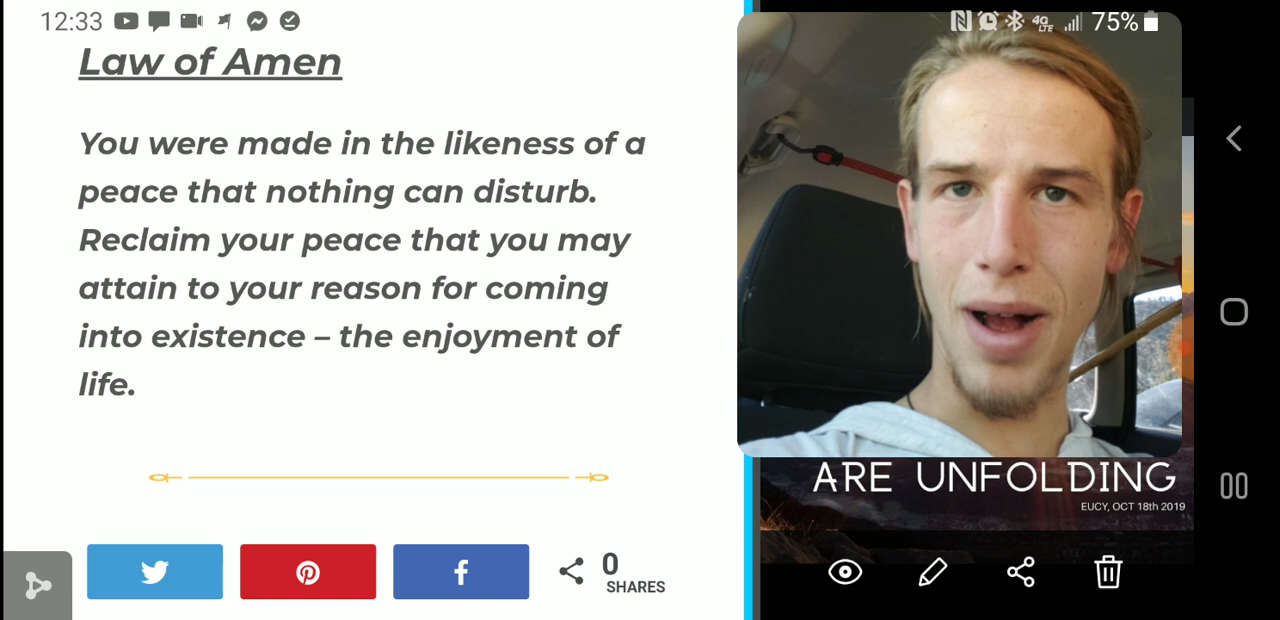 12:33
4G
LTE
75%
Law of Amen
You were made in the likeness of a
peace that nothing can disturb.
Reclaim your peace that you may
attain to your reason for coming
into existence – the enjoyment of
life.
0
SHARES
ARE UNFOLDING
EUCY, OCT 18th 2019